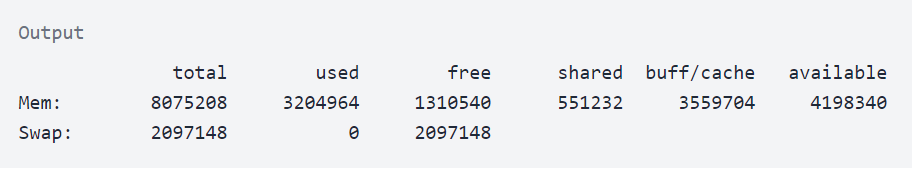 Output
total used free shared buff/cache available
Mem: 8075208 3204964 1310540 551232 3559704 4198340
Swap: 2097148 0 2097148